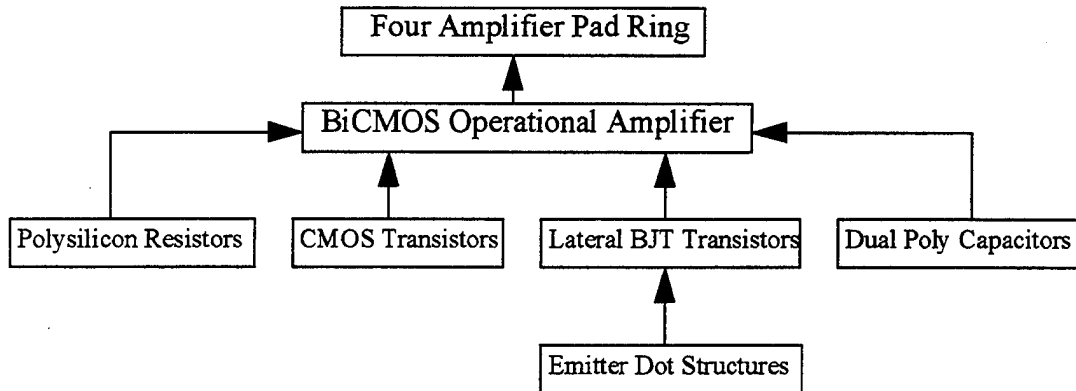 Four Amplifier Pad Ring
BiCMOS Operational Amplifier
Polysilicon Resistors
CMOS Transistors
Lateral BJT Transistors
Dual Poly Capacitors
Emitter Dot Structures